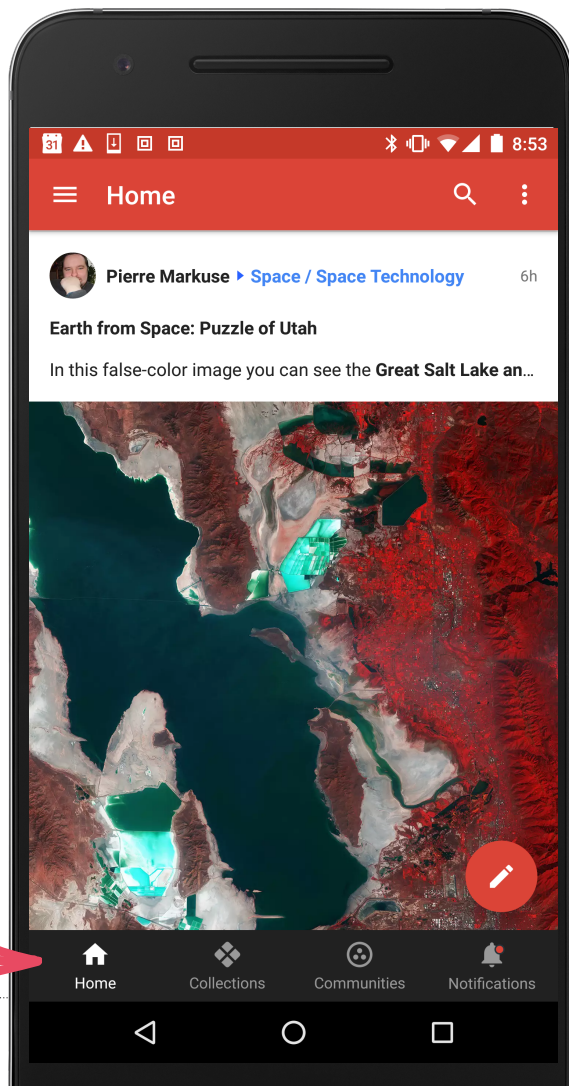 31
8:53
Home
Pierre Markuse Space / Space Technology 6h
Earth from Space: Puzzle of Utah
In this false-color image you can see the Great Salt Lake an...
Home Collections Communities Notifications